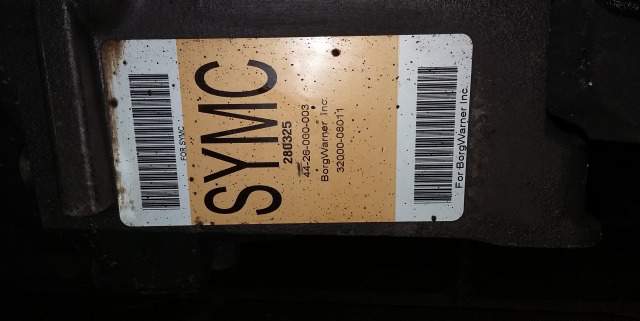 FOR SYMC
SYMC
280325
44-26-000-003
BorgWarner Inc.
32000-08011
For BorgWarner Inc.